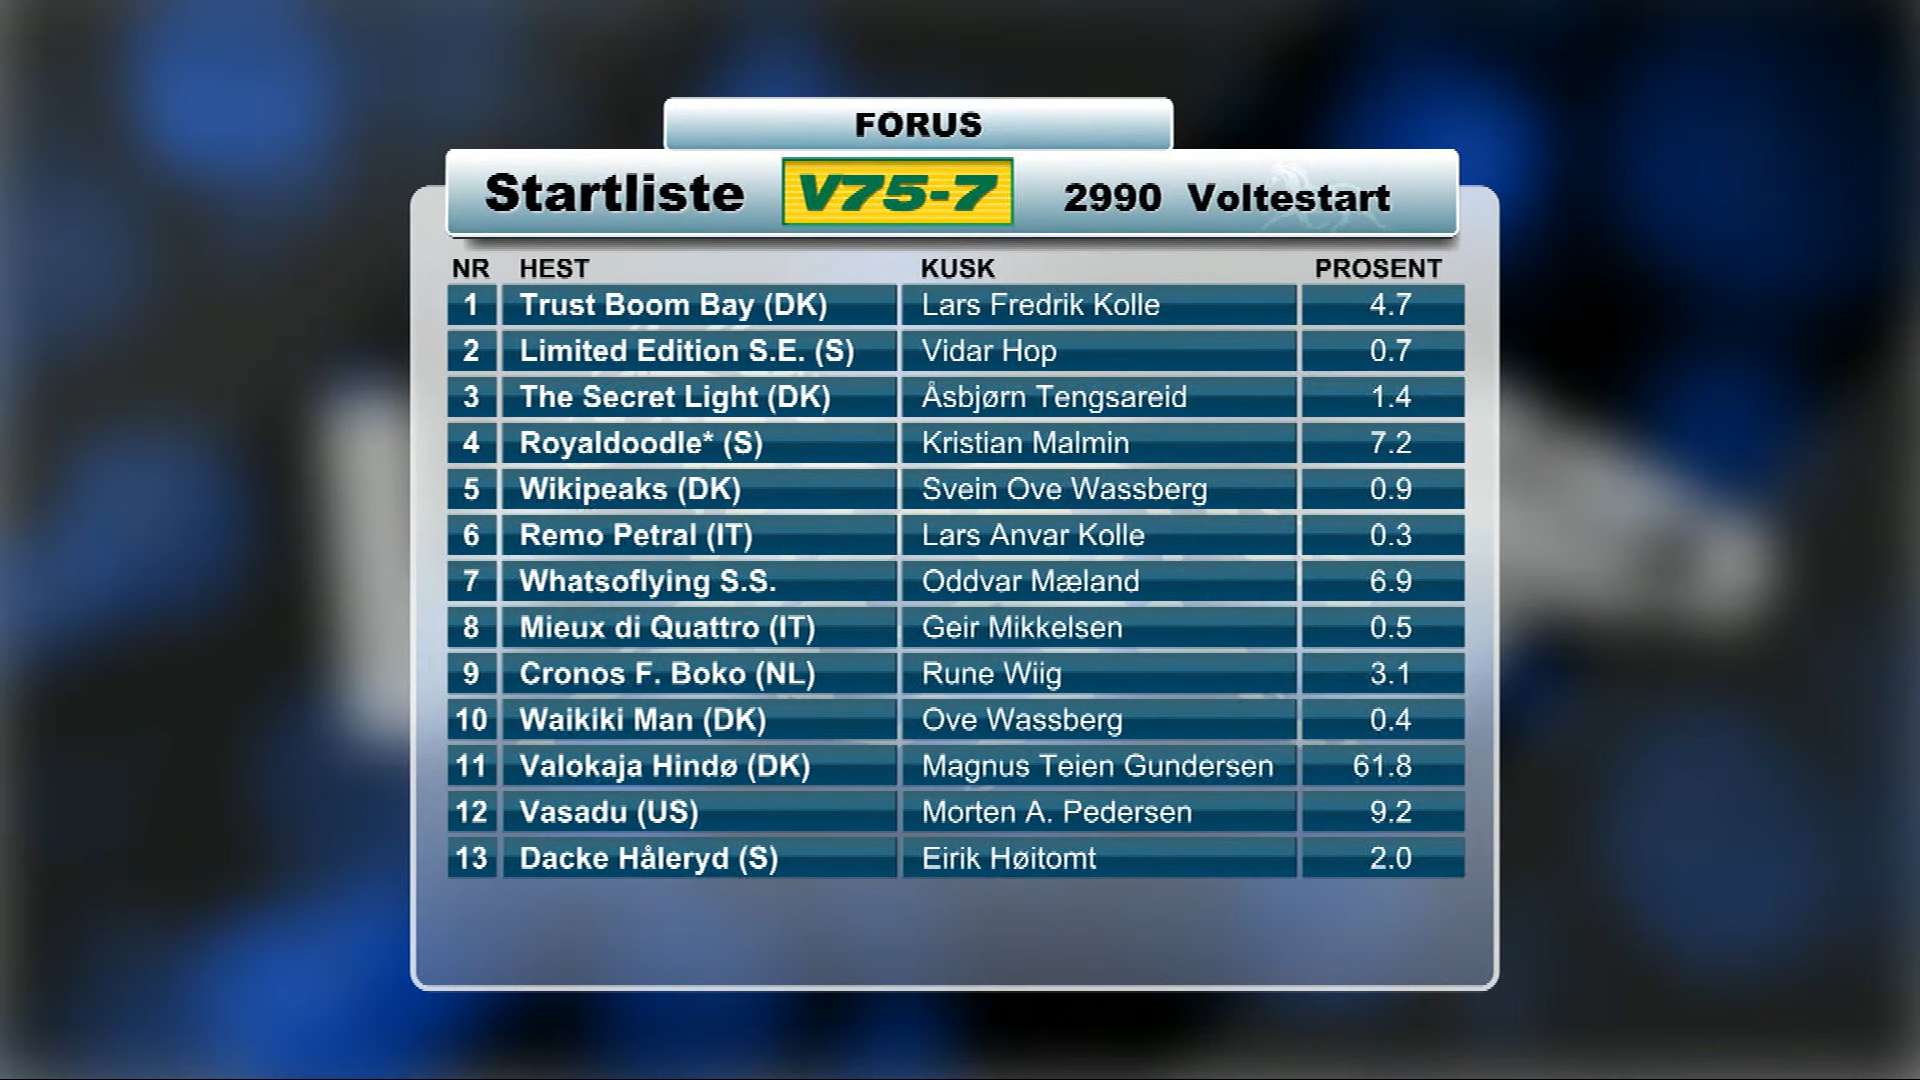 FORUS
Startliste V75-7 2990 Voltestart
NR HEST KUSK PROSENT
1 Trust Boom Bay (DK) Lars Fredrik Kolle 4.7
2 Limited Edition S.E. (S) Vidar Hop 0.7
3 The Secret Light (DK) Åsbjørn Tengsareid 1.4
4 Royaldoodle* (S) Kristian Malmin 7.2
5 Wikipeaks (DK) Svein Ove Wassberg 0.9
6 Remo Petral (IT) Lars Anvar Kolle 0.3
7 Whatsoflying S.S. Oddvar Mæland 6.9
8 Mieux di Quattro (IT) Geir Mikkelsen 0.5
9 Cronos F. Boko (NL) Rune Wiig 3.1
10 Waikiki Man (DK) Ove Wassberg 0.4
11 Valokaja Hindø (DK) Magnus Teien Gundersen 61.8
12 Vasadu (US) Morten A. Pedersen 9.2
13 Dacke Håleryd (S) Eirik Høitomt 2.0